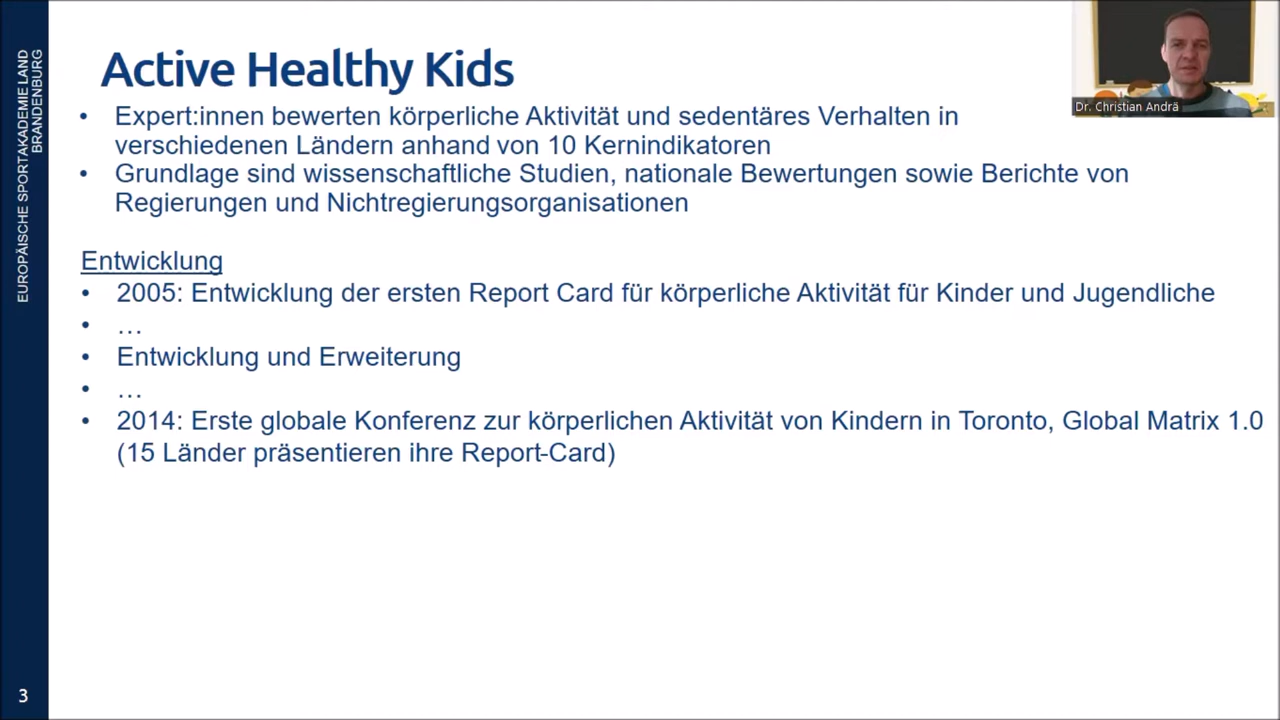 EUROPÄISCHE SPORTAKADEMIE LAND
BRANDENBURG
Active Healthy Kids
Dr. Christian Andrä
• Expert:innen bewerten körperliche Aktivität und sedentäres Verhalten in
verschiedenen Ländern anhand von 10 Kernindikatoren
• Grundlage sind wissenschaftliche Studien, nationale Bewertungen sowie Berichte von
Regierungen und Nichtregierungsorganisationen
Entwicklung
• 2005: Entwicklung der ersten Report Card für körperliche Aktivität für Kinder und Jugendliche
• …
• Entwicklung und Erweiterung
• …
• 2014: Erste globale Konferenz zur körperlichen Aktivität von Kindern in Toronto, Global Matrix 1.0
(15 Länder präsentieren ihre Report-Card)
3